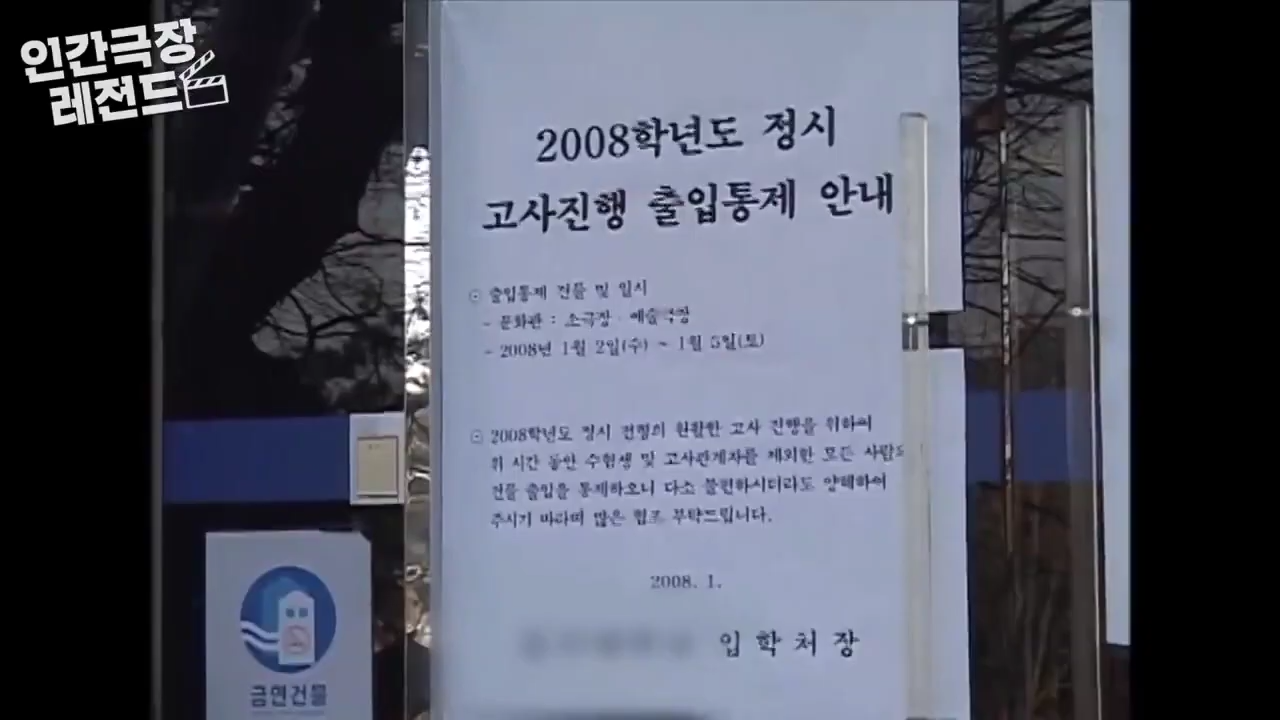 인간극장
레전드
2008학년도 정시
고사진행 출입통제 안내
⊙ 출입통제 건물 및 일시
- 문화관 : 소극장 · 예술극장
- 2008년 1월 2일(수) ~ 1월 5일(토)
⊙ 2008학년도 정시 전형의 원활한 고사 진행을 위하여
위 시간 동안 수험생 및 고사관계자를 제외한 모든
건물 출입을 통제하오니 다소 불편하시더라도 양해하여
주시기 바라며 많은 협조 부탁드립니다.
2008. 1.
입 학 처 장
금연건물